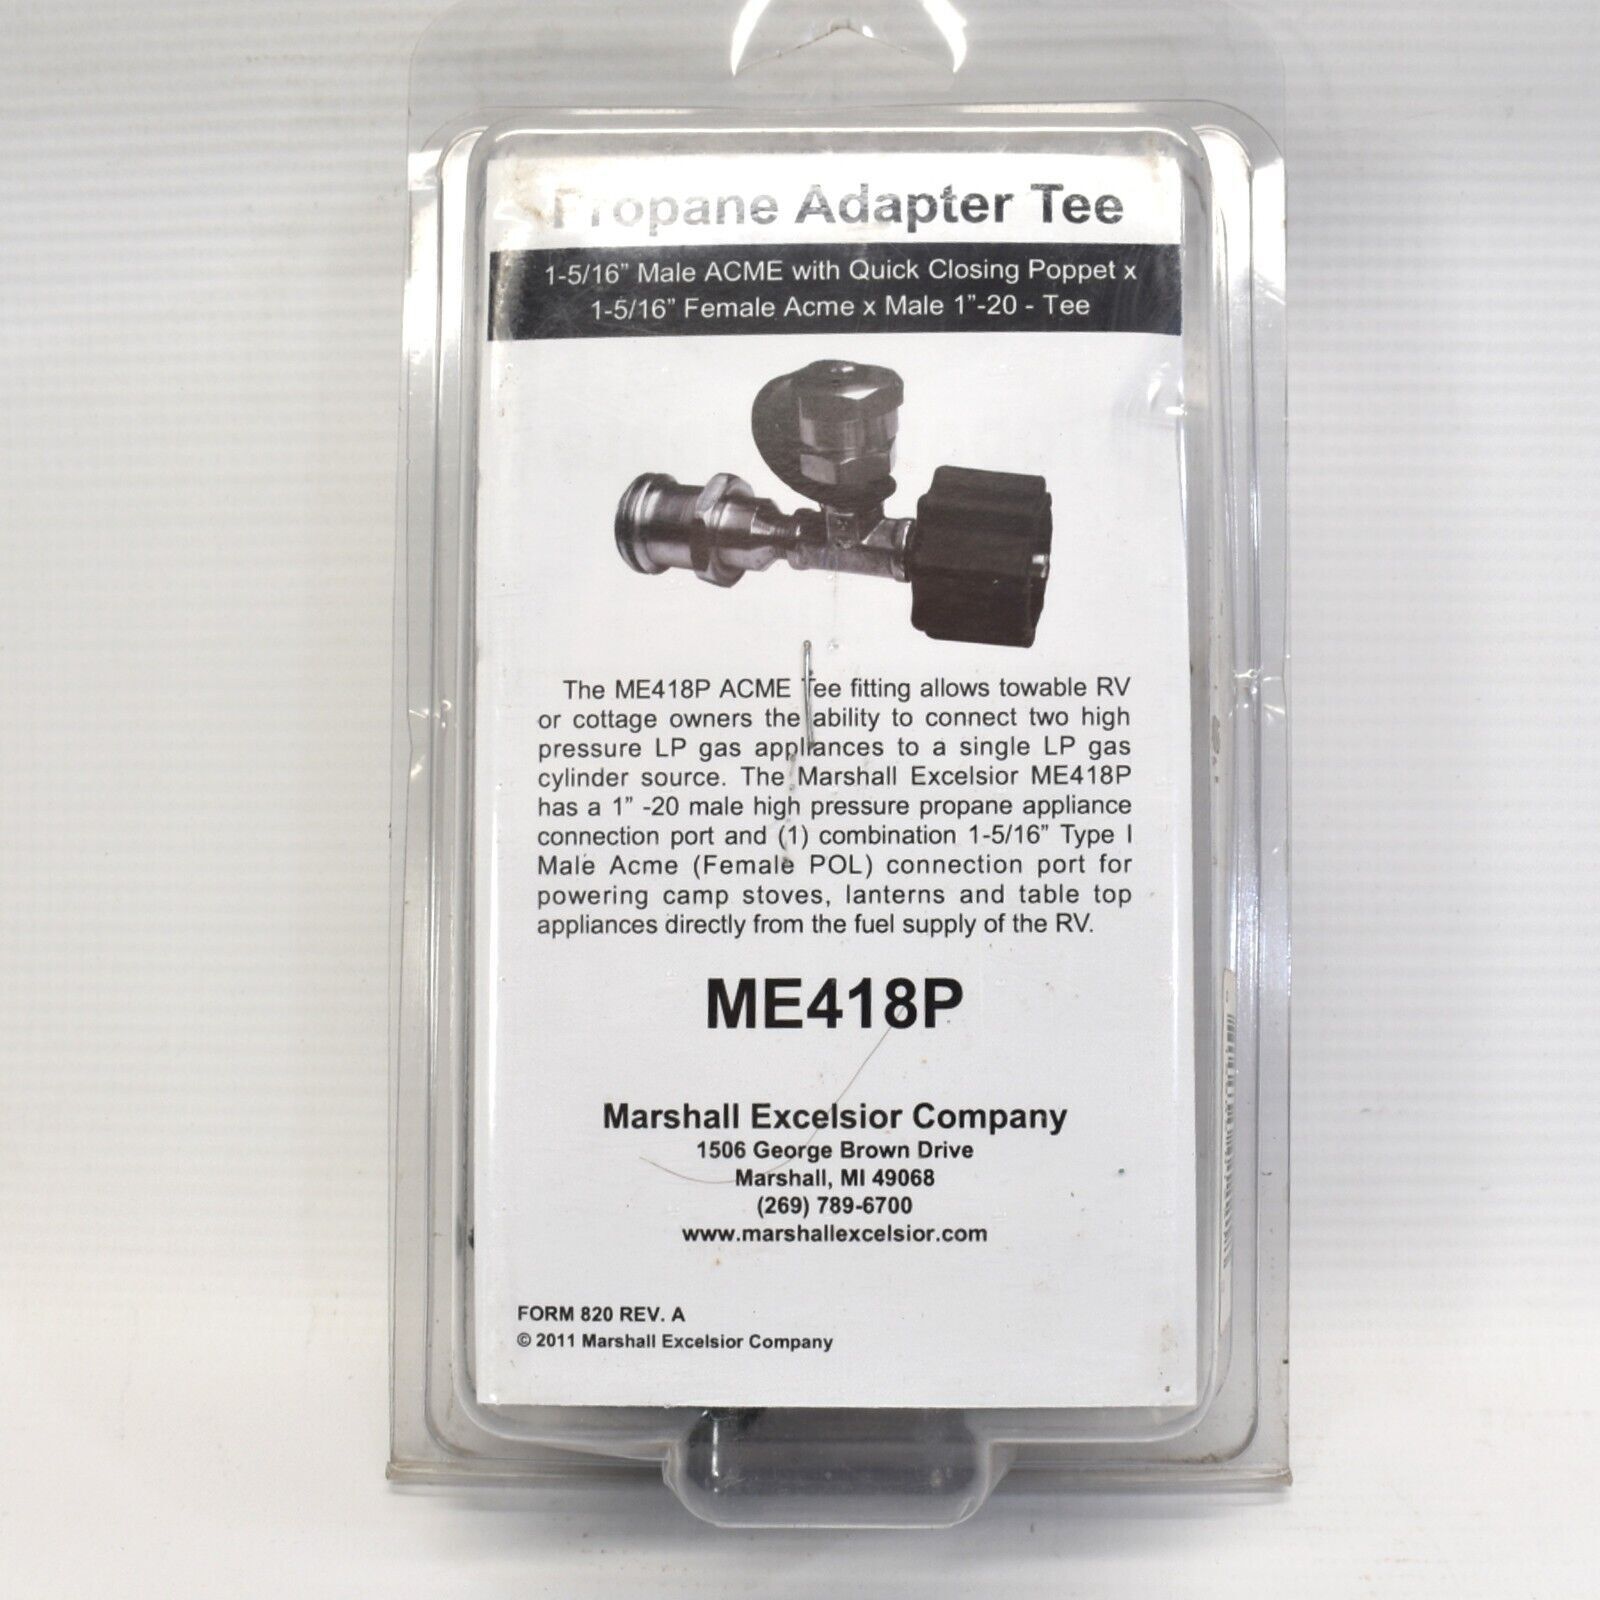 Propane Adapter Tee
1-5/16” Male ACME with Quick Closing Poppet x
1-5/16” Female Acme x Male 1”-20 - Tee
The ME418P ACME Tee fitting allows towable RV
or cottage owners the ability to connect two high
pressure LP gas appliances to a single LP gas
cylinder source. The Marshall Excelsior ME418P
has a 1” -20 male high pressure propane appliance
connection port and (1) combination 1-5/16” Type I
Male Acme (Female POL) connection port for
powering camp stoves, lanterns and table top
appliances directly from the fuel supply of the RV.
ME418P
Marshall Excelsior Company
1506 George Brown Drive
Marshall, MI 49068
(269) 789-6700
www.marshallexcelsior.com
FORM 820 REV. A
© 2011 Marshall Excelsior Company